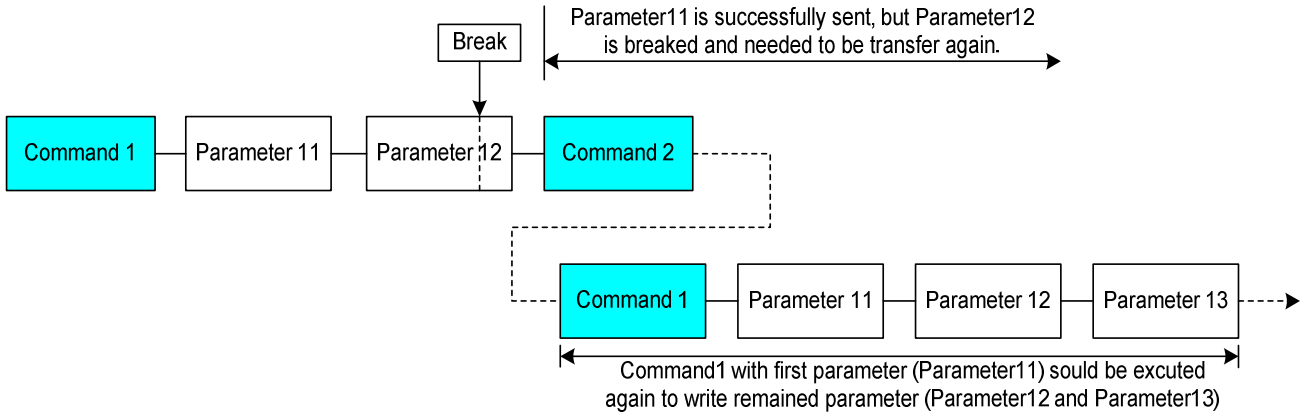 Parameter11 is successfully sent, but Parameter12
is breaked and needed to be transfer again.
Break
Command 1
Parameter 11
Parameter 12
Command 2
Command 1
Parameter 11
Parameter 12
Parameter 13
Command1 with first parameter (Parameter11) sould be excuted
again to write remained parameter (Parameter12 and Parameter13)